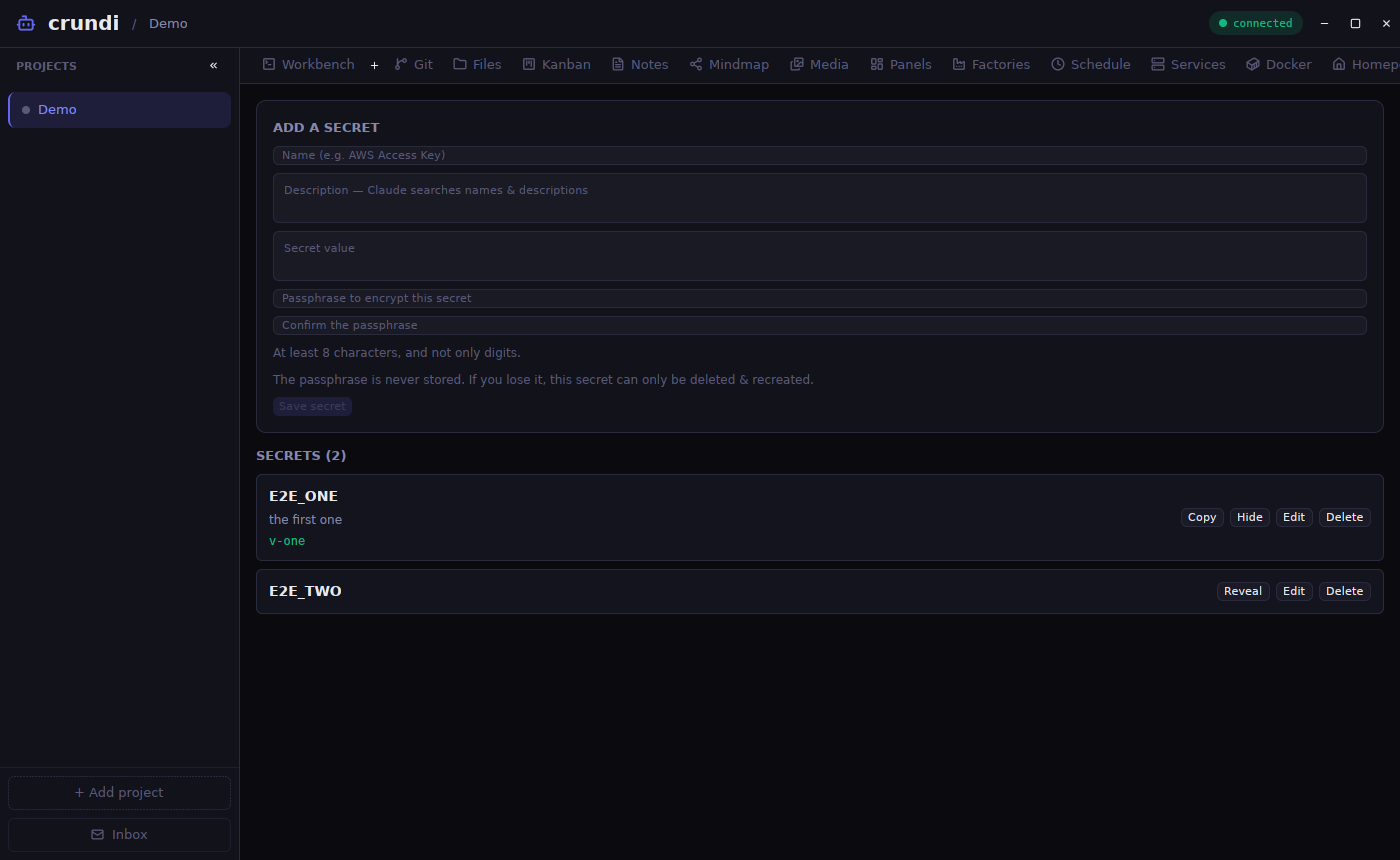 crundi / Demo
connected
PROJECTS «
Workbench + Git Files Kanban Notes Mindmap Media Panels Factories Schedule Services Docker Homep
Demo
ADD A SECRET
Name (e.g. AWS Access Key)
Description — Claude searches names & descriptions
Secret value
Passphrase to encrypt this secret
Confirm the passphrase
At least 8 characters, and not only digits.
The passphrase is never stored. If you lose it, this secret can only be deleted & recreated.
Save secret
SECRETS (2)
E2E_ONE
the first one
v-one
Copy Hide Edit Delete
E2E_TWO
Reveal Edit Delete
+ Add project
Inbox